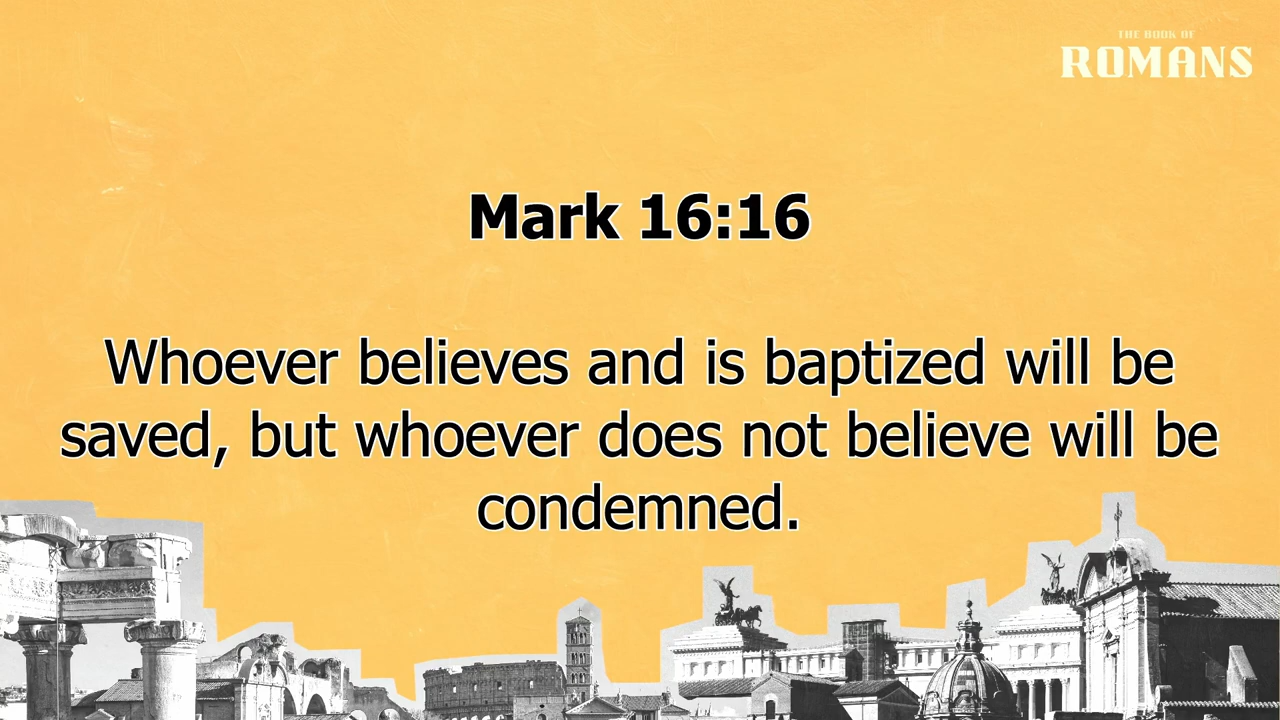 THE BOOK OF
ROMANS
Mark 16:16
Whoever believes and is baptized will be
saved, but whoever does not believe will be
condemned.